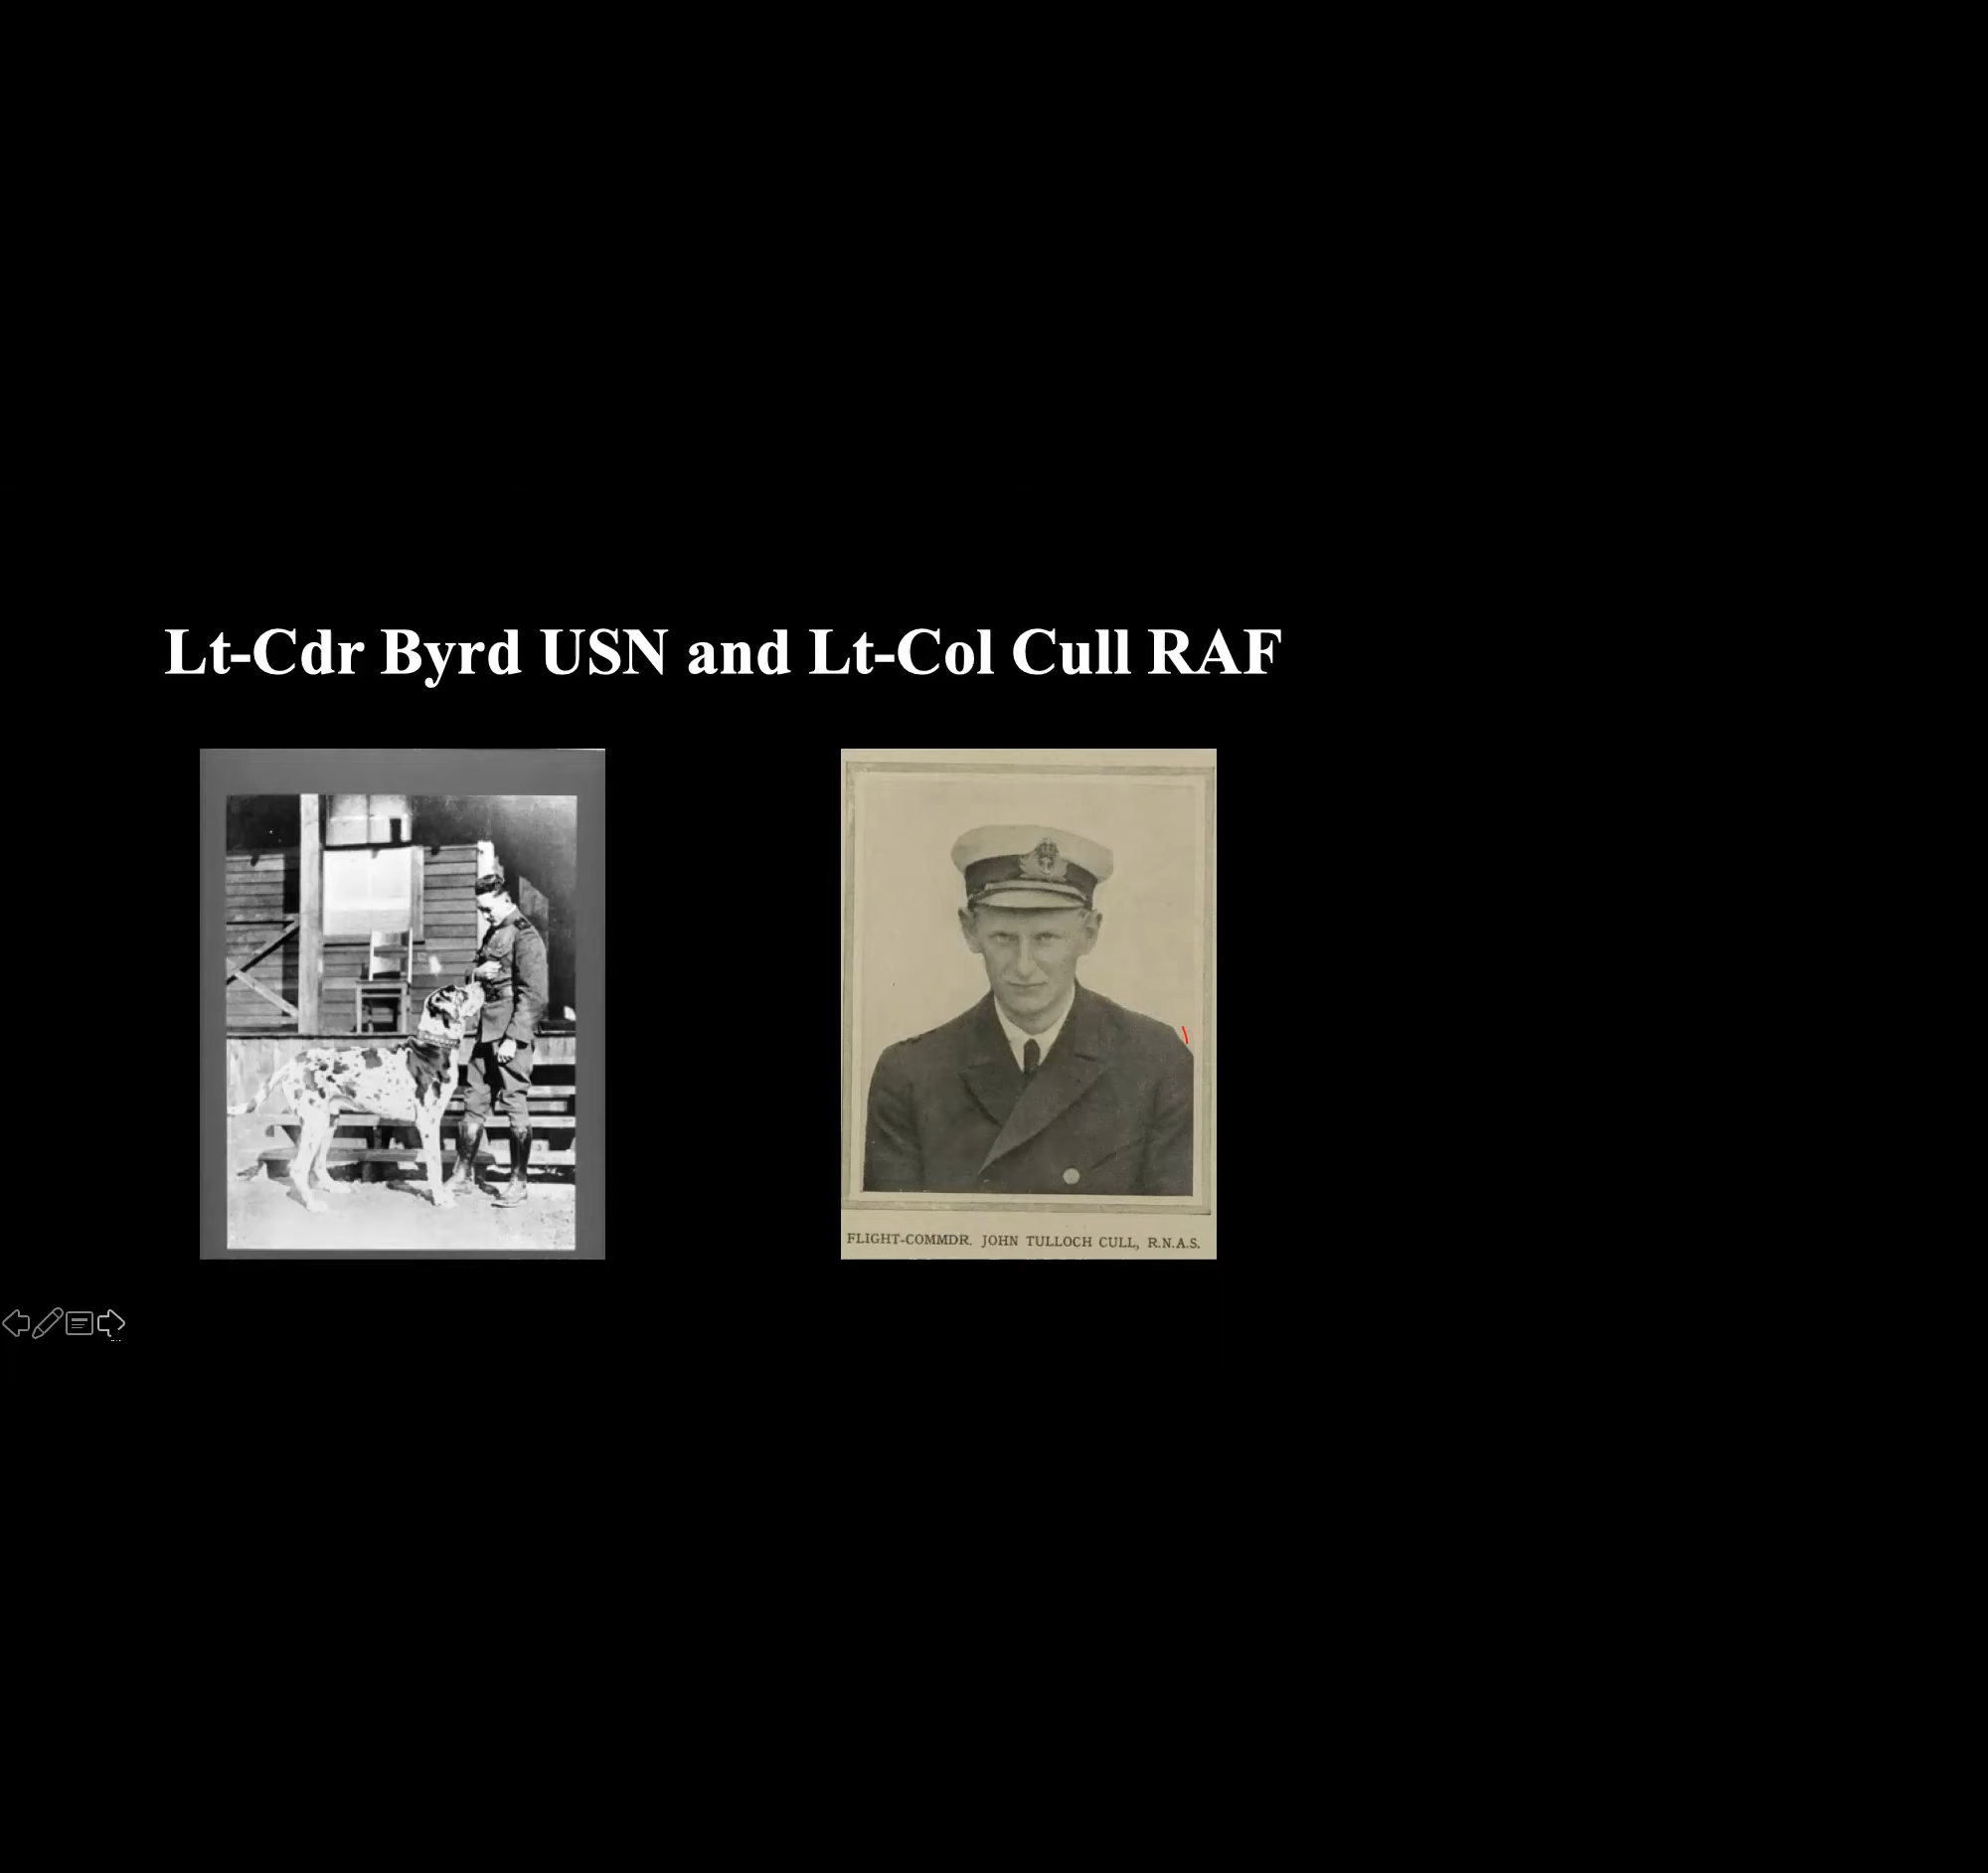 Lt-Cdr Byrd USN and Lt-Col Cull RAF
FLIGHT-COMMDR. JOHN TULLOCH CULL, R.N.A.S.